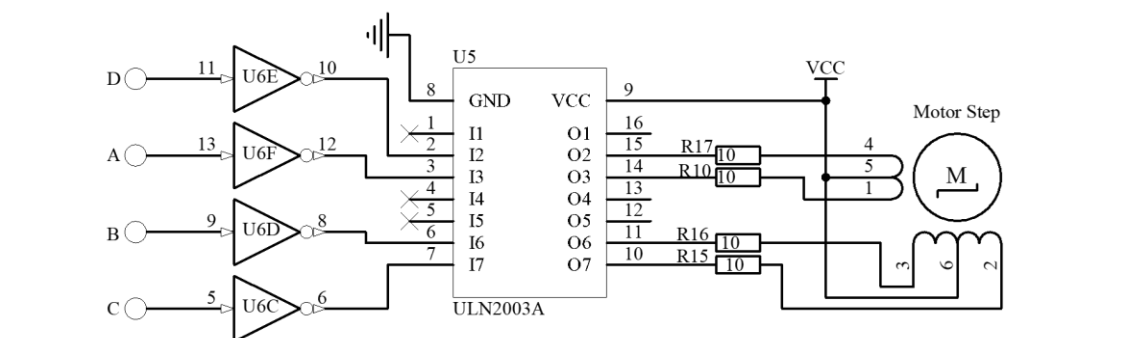 U5
VCC
Motor Step
D 11 U6E 10
8 GND VCC 9
1 I1 O1 16
2 I2 O2 15 R17 10 4
A 13 U6F 12
3 I3 O3 14 R10 10 5
M
4 I4 O4 13 1
5 I5 O5 12
B 9 U6D 8
6 I6 O6 11 R16 10
7 I7 O7 10 R15 10
3 6 2
C 5 U6C 6
ULN2003A